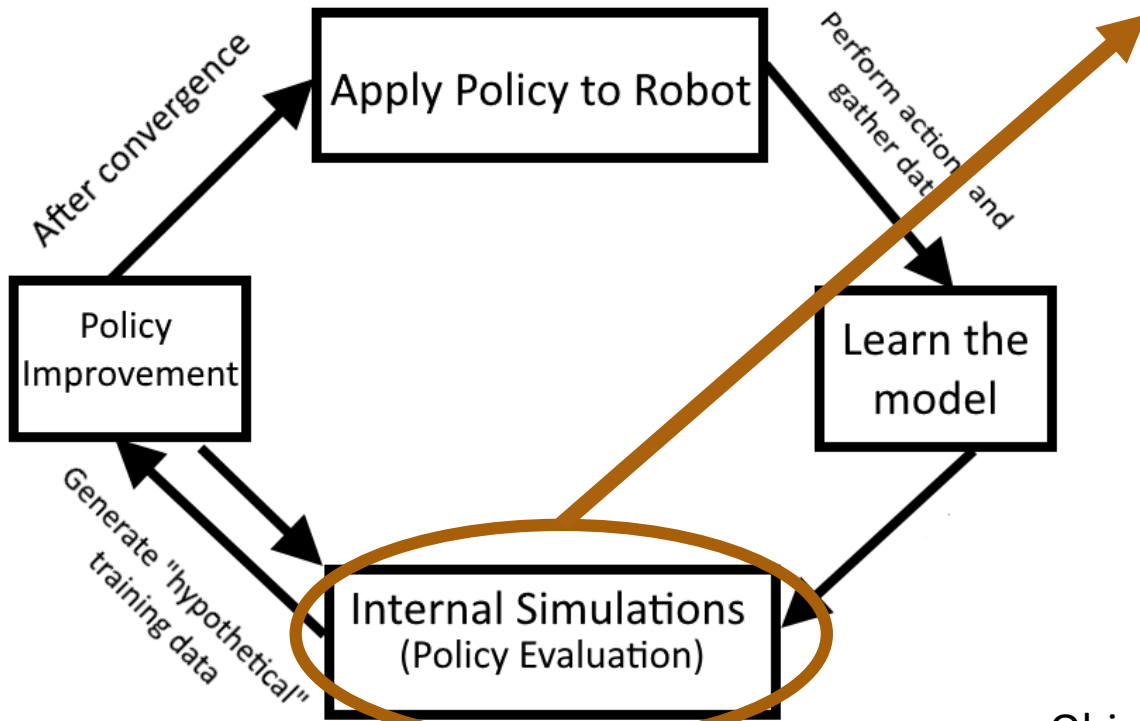 Apply Policy to Robot
After convergence
Perform action and
gather data
Policy
Improvement
Learn the
model
Generate "hypothetical"
training data
Internal Simulations
(Policy Evaluation)